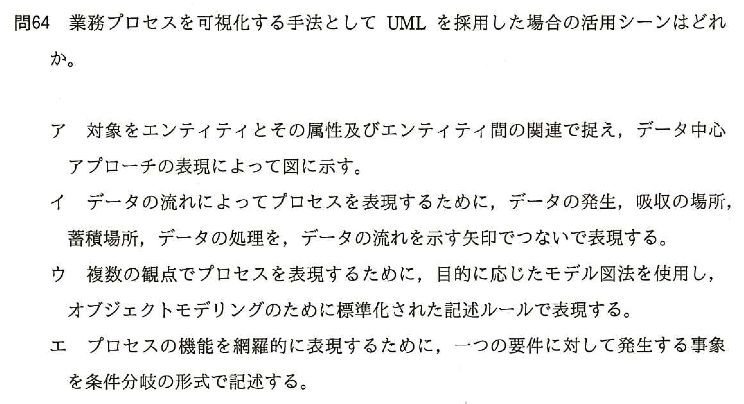 問64　業務プロセスを可視化する手法として UML を採用した場合の活用シーンはどれ
か。
ア　対象をエンティティとその属性及びエンティティ間の関連で捉え，データ中心
アプローチの表現によって図に示す。
イ　データの流れによってプロセスを表現するために，データの発生，吸収の場所，
蓄積場所，データの処理を，データの流れを示す矢印でつないで表現する。
ウ　複数の観点でプロセスを表現するために，目的に応じたモデル図法を使用し，
オブジェクトモデリングのために標準化された記述ルールで表現する。
エ　プロセスの機能を網羅的に表現するために，一つの要件に対して発生する事象
を条件分岐の形式で記述する。